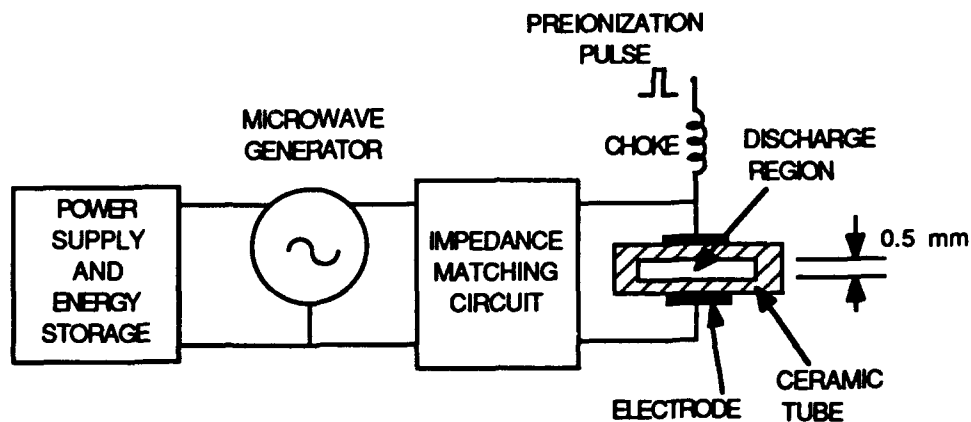 PREIONIZATION
PULSE
MICROWAVE
GENERATOR
CHOKE
DISCHARGE
REGION
POWER
SUPPLY
AND
ENERGY
STORAGE
IMPEDANCE
MATCHING
CIRCUIT
0.5 mm
ELECTRODE
CERAMIC
TUBE